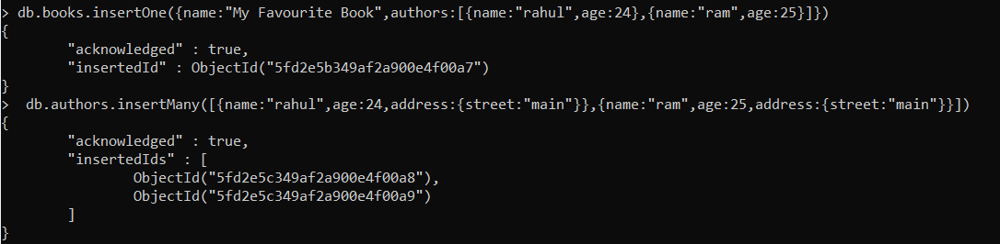 > db.books.insertOne({name:"My Favourite Book",authors:[{name:"rahul",age:24},{name:"ram",age:25}]})
{
        "acknowledged" : true,
        "insertedId" : ObjectId("5fd2e5b349af2a900e4f00a7")
}
>  db.authors.insertMany([{name:"rahul",age:24,address:{street:"main"}},{name:"ram",age:25,address:{street:"main"}}])
{
        "acknowledged" : true,
        "insertedIds" : [
                ObjectId("5fd2e5c349af2a900e4f00a8"),
                ObjectId("5fd2e5c349af2a900e4f00a9")
        ]
}